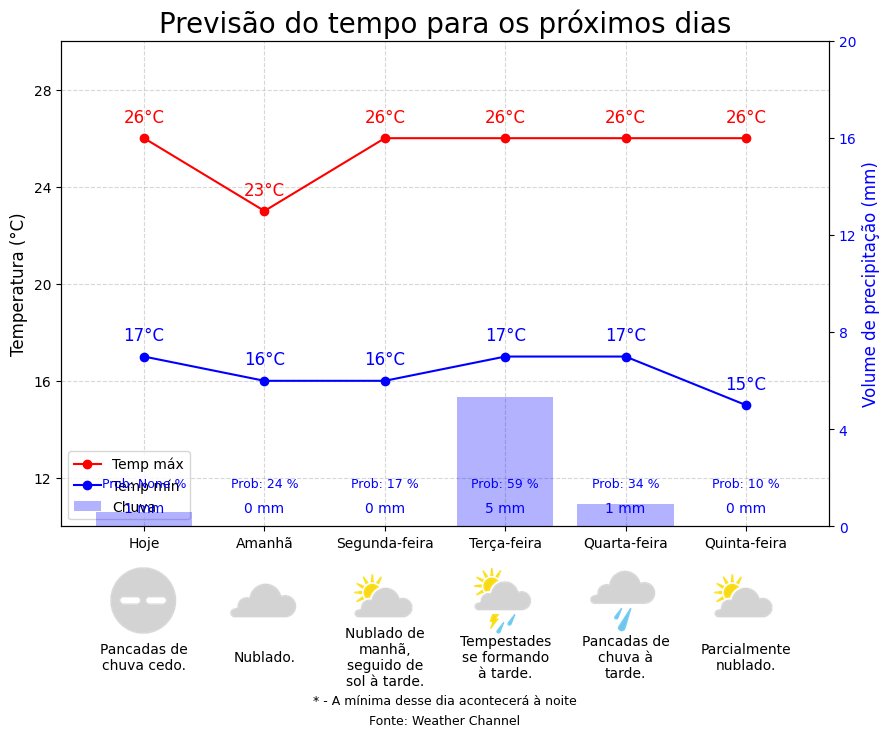 Previsão do tempo para os próximos dias
Temperatura (°C)
Volume de precipitação (mm)
28
24
20
16
12
20
16
12
8
4
0
26°C
23°C
26°C
26°C
26°C
26°C
17°C
16°C
16°C
17°C
17°C
15°C
Temp máx
Temp min
Chuva
Prob: None %
Prob: 24 %
Prob: 17 %
Prob: 59 %
Prob: 34 %
Prob: 10 %
1 mm
0 mm
0 mm
5 mm
1 mm
0 mm
Hoje
Amanhã
Segunda-feira
Terça-feira
Quarta-feira
Quinta-feira
Pancadas de
chuva cedo.
Nublado.
Nublado de
manhã,
seguido de
sol à tarde.
Tempestades
se formando
à tarde.
Pancadas de
chuva à
tarde.
Parcialmente
nublado.
* - A mínima desse dia acontecerá à noite
Fonte: Weather Channel